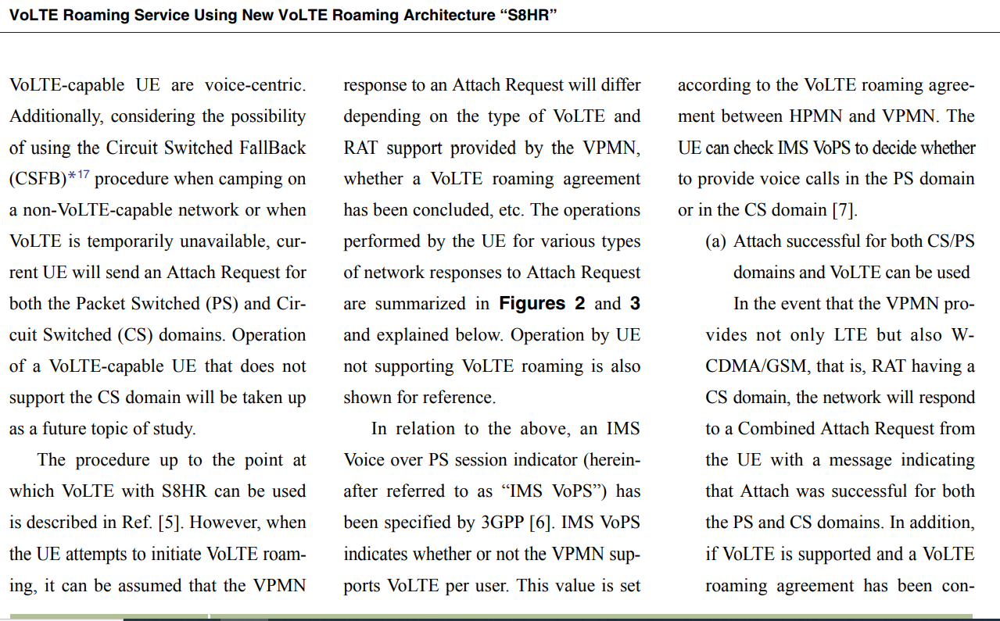 VoLTE Roaming Service Using New VoLTE Roaming Architecture “S8HR”
VoLTE-capable UE are voice-centric.
Additionally, considering the possibility
of using the Circuit Switched FallBack
(CSFB)*17 procedure when camping on
a non-VoLTE-capable network or when
VoLTE is temporarily unavailable, cur-
rent UE will send an Attach Request for
both the Packet Switched (PS) and Cir-
cuit Switched (CS) domains. Operation
of a VoLTE-capable UE that does not
support the CS domain will be taken up
as a future topic of study.
The procedure up to the point at
which VoLTE with S8HR can be used
is described in Ref. [5]. However, when
the UE attempts to initiate VoLTE roam-
ing, it can be assumed that the VPMN
response to an Attach Request will differ
depending on the type of VoLTE and
RAT support provided by the VPMN,
whether a VoLTE roaming agreement
has been concluded, etc. The operations
performed by the UE for various types
of network responses to Attach Request
are summarized in Figures 2 and 3
and explained below. Operation by UE
not supporting VoLTE roaming is also
shown for reference.
In relation to the above, an IMS
Voice over PS session indicator (herein-
after referred to as “IMS VoPS”) has
been specified by 3GPP [6]. IMS VoPS
indicates whether or not the VPMN sup-
ports VoLTE per user. This value is set
according to the VoLTE roaming agree-
ment between HPMN and VPMN. The
UE can check IMS VoPS to decide whether
to provide voice calls in the PS domain
or in the CS domain [7].
(a) Attach successful for both CS/PS
domains and VoLTE can be used
In the event that the VPMN pro-
vides not only LTE but also W-
CDMA/GSM, that is, RAT having a
CS domain, the network will respond
to a Combined Attach Request from
the UE with a message indicating
that Attach was successful for both
the PS and CS domains. In addition,
if VoLTE is supported and a VoLTE
roaming agreement has been con-